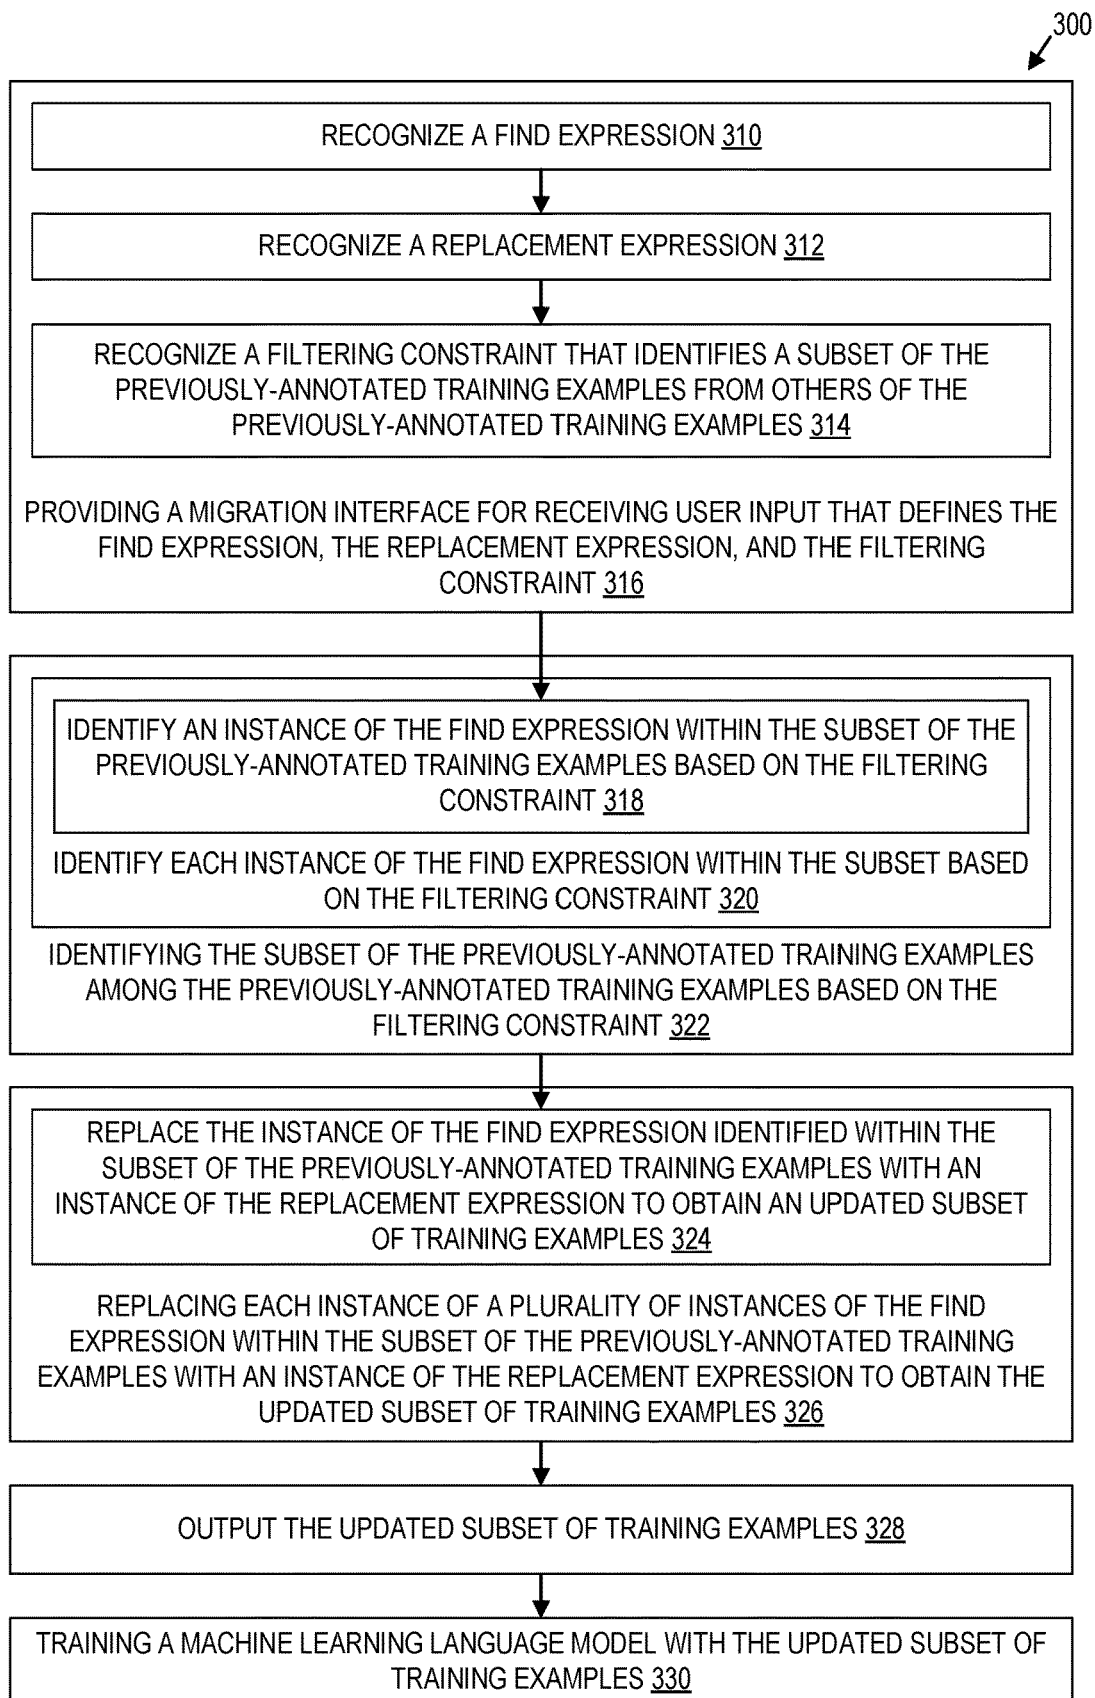 300
RECOGNIZE A FIND EXPRESSION 310
RECOGNIZE A REPLACEMENT EXPRESSION 312
RECOGNIZE A FILTERING CONSTRAINT THAT IDENTIFIES A SUBSET OF THE
PREVIOUSLY-ANNOTATED TRAINING EXAMPLES FROM OTHERS OF THE
PREVIOUSLY-ANNOTATED TRAINING EXAMPLES 314
PROVIDING A MIGRATION INTERFACE FOR RECEIVING USER INPUT THAT DEFINES THE
FIND EXPRESSION, THE REPLACEMENT EXPRESSION, AND THE FILTERING
CONSTRAINT 316
IDENTIFY AN INSTANCE OF THE FIND EXPRESSION WITHIN THE SUBSET OF THE
PREVIOUSLY-ANNOTATED TRAINING EXAMPLES BASED ON THE FILTERING
CONSTRAINT 318
IDENTIFY EACH INSTANCE OF THE FIND EXPRESSION WITHIN THE SUBSET BASED
ON THE FILTERING CONSTRAINT 320
IDENTIFYING THE SUBSET OF THE PREVIOUSLY-ANNOTATED TRAINING EXAMPLES
AMONG THE PREVIOUSLY-ANNOTATED TRAINING EXAMPLES BASED ON THE
FILTERING CONSTRAINT 322
REPLACE THE INSTANCE OF THE FIND EXPRESSION IDENTIFIED WITHIN THE
SUBSET OF THE PREVIOUSLY-ANNOTATED TRAINING EXAMPLES WITH AN
INSTANCE OF THE REPLACEMENT EXPRESSION TO OBTAIN AN UPDATED SUBSET
OF TRAINING EXAMPLES 324
REPLACING EACH INSTANCE OF A PLURALITY OF INSTANCES OF THE FIND
EXPRESSION WITHIN THE SUBSET OF THE PREVIOUSLY-ANNOTATED TRAINING
EXAMPLES WITH AN INSTANCE OF THE REPLACEMENT EXPRESSION TO OBTAIN THE
UPDATED SUBSET OF TRAINING EXAMPLES 326
OUTPUT THE UPDATED SUBSET OF TRAINING EXAMPLES 328
TRAINING A MACHINE LEARNING LANGUAGE MODEL WITH THE UPDATED SUBSET OF
TRAINING EXAMPLES 330